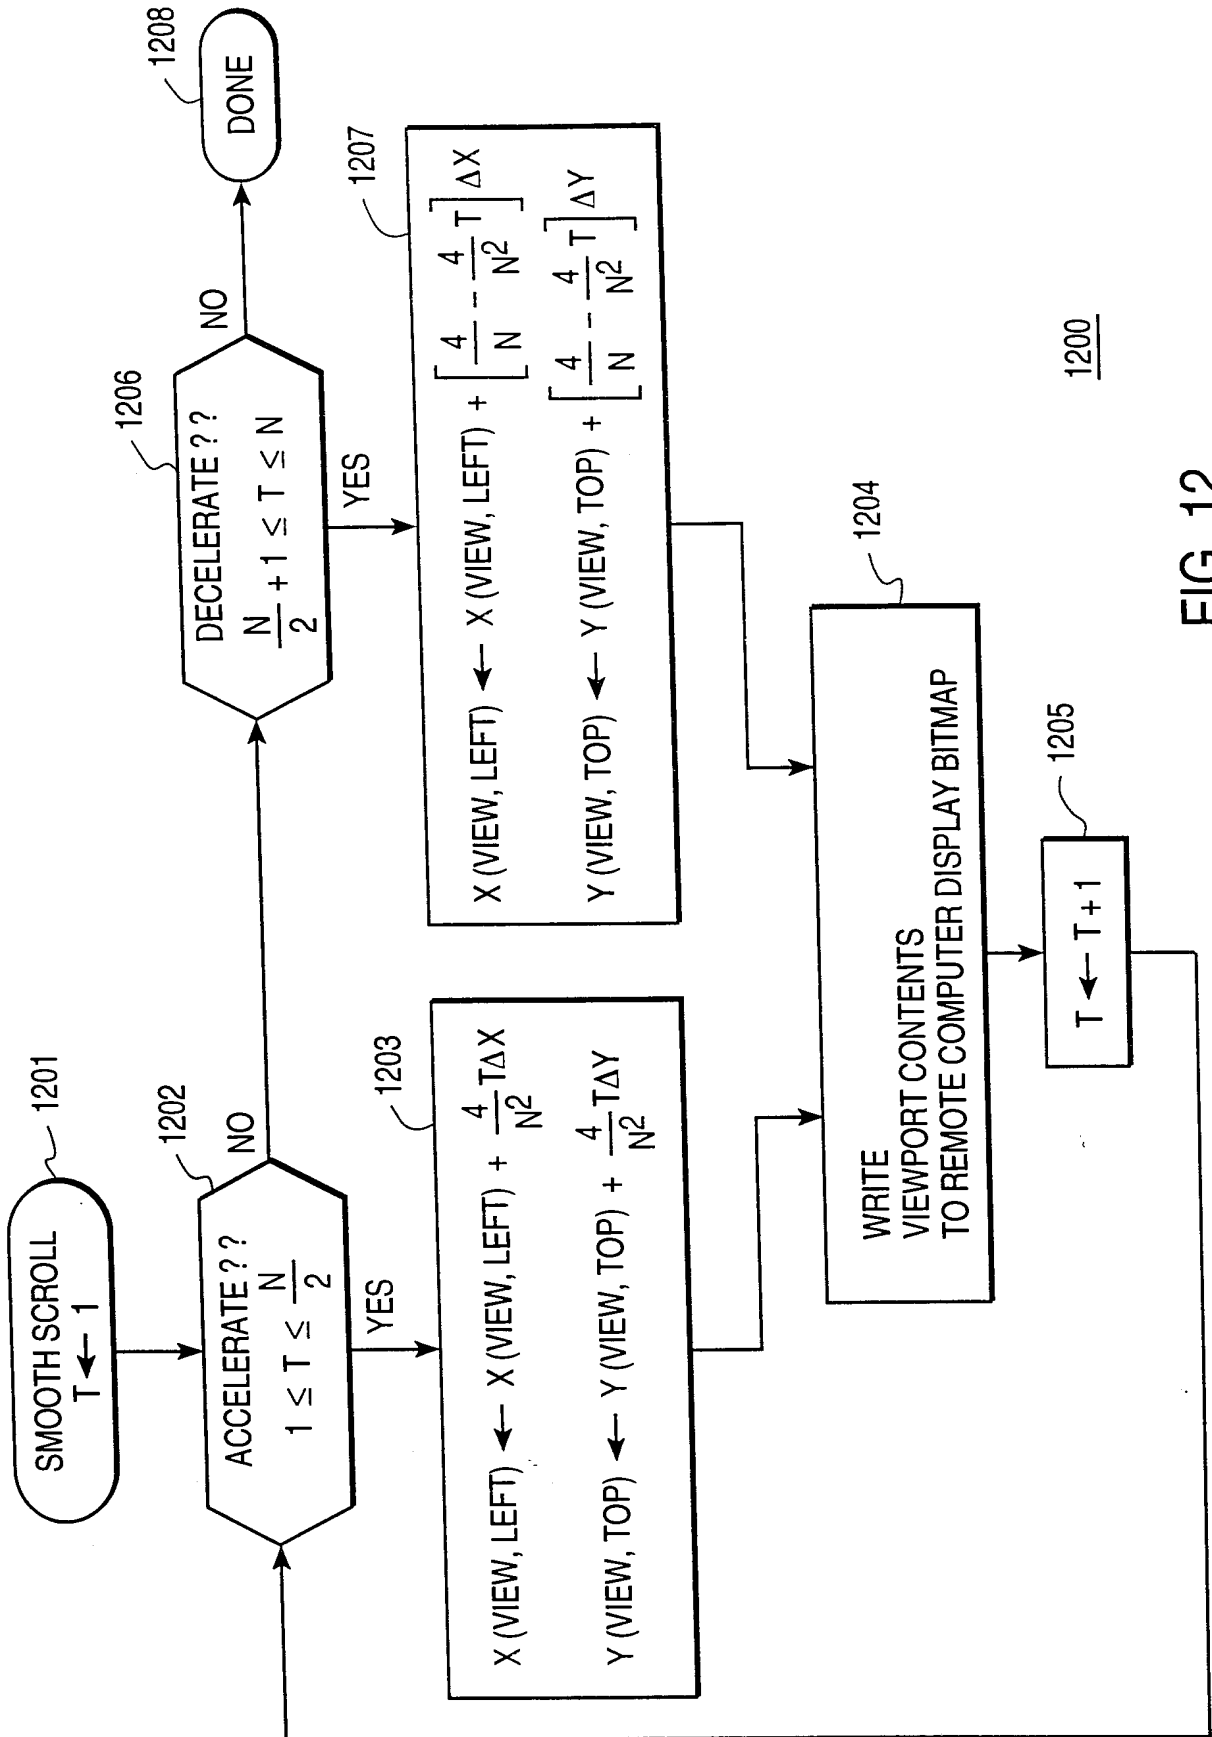 SMOOTH SCROLL
T ← 1
1201
ACCELERATE ? ?
1 ≤ T ≤ N/2
1202
NO
YES
X (VIEW, LEFT) ← X (VIEW, LEFT) + 4/N² TΔX
Y (VIEW, TOP) ← Y (VIEW, TOP) + 4/N² TΔY
1203
DECELERATE ? ?
N/2 + 1 ≤ T ≤ N
1206
NO
YES
DONE
1208
X (VIEW, LEFT) ← X (VIEW, LEFT) + [4/N - 4/N² T] ΔX
Y (VIEW, TOP) ← Y (VIEW, TOP) + [4/N - 4/N² T] ΔY
1207
WRITE
VIEWPORT CONTENTS
TO REMOTE COMPUTER DISPLAY BITMAP
1204
T ← T + 1
1205
1200
FIG. 12